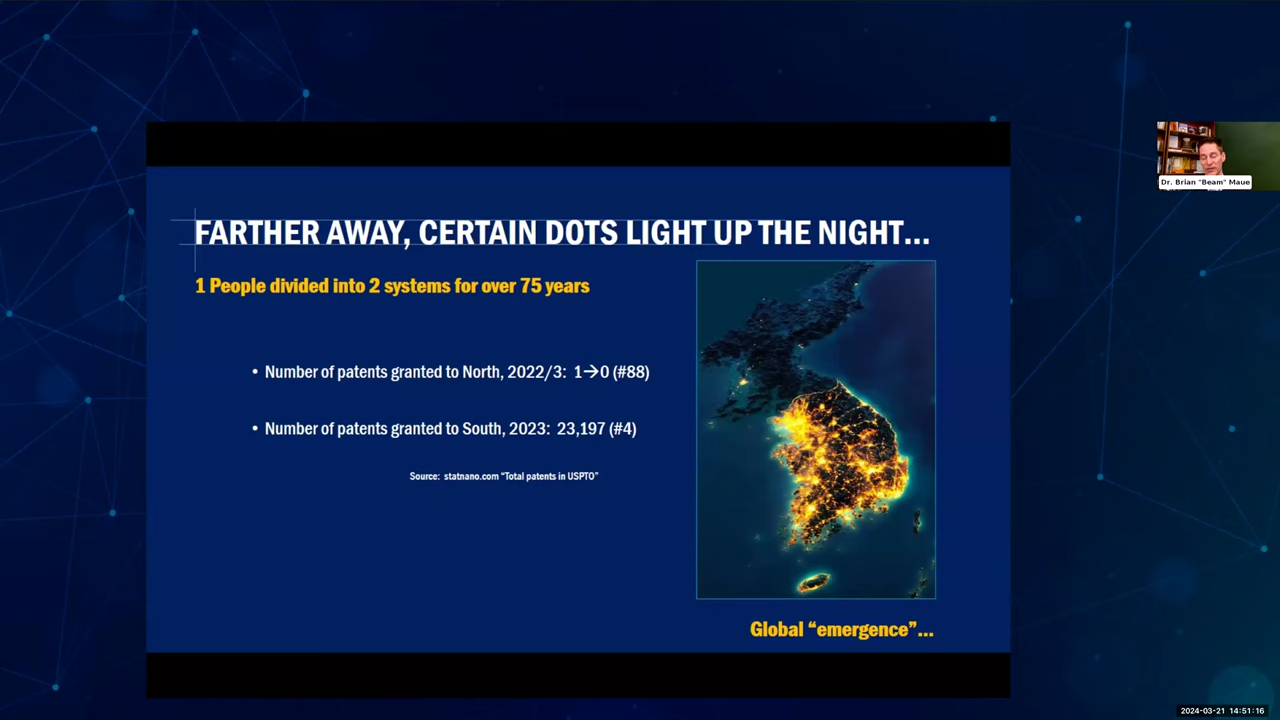 FARTHER AWAY, CERTAIN DOTS LIGHT UP THE NIGHT...
1 People divided into 2 systems for over 75 years
• Number of patents granted to North, 2022/3: 1→0 (#88)
• Number of patents granted to South, 2023: 23,197 (#4)
Source: statnano.com “Total patents in USPTO”
Global “emergence”...
Dr. Brian "Beam" Maue
2024-03-21 14:51:16